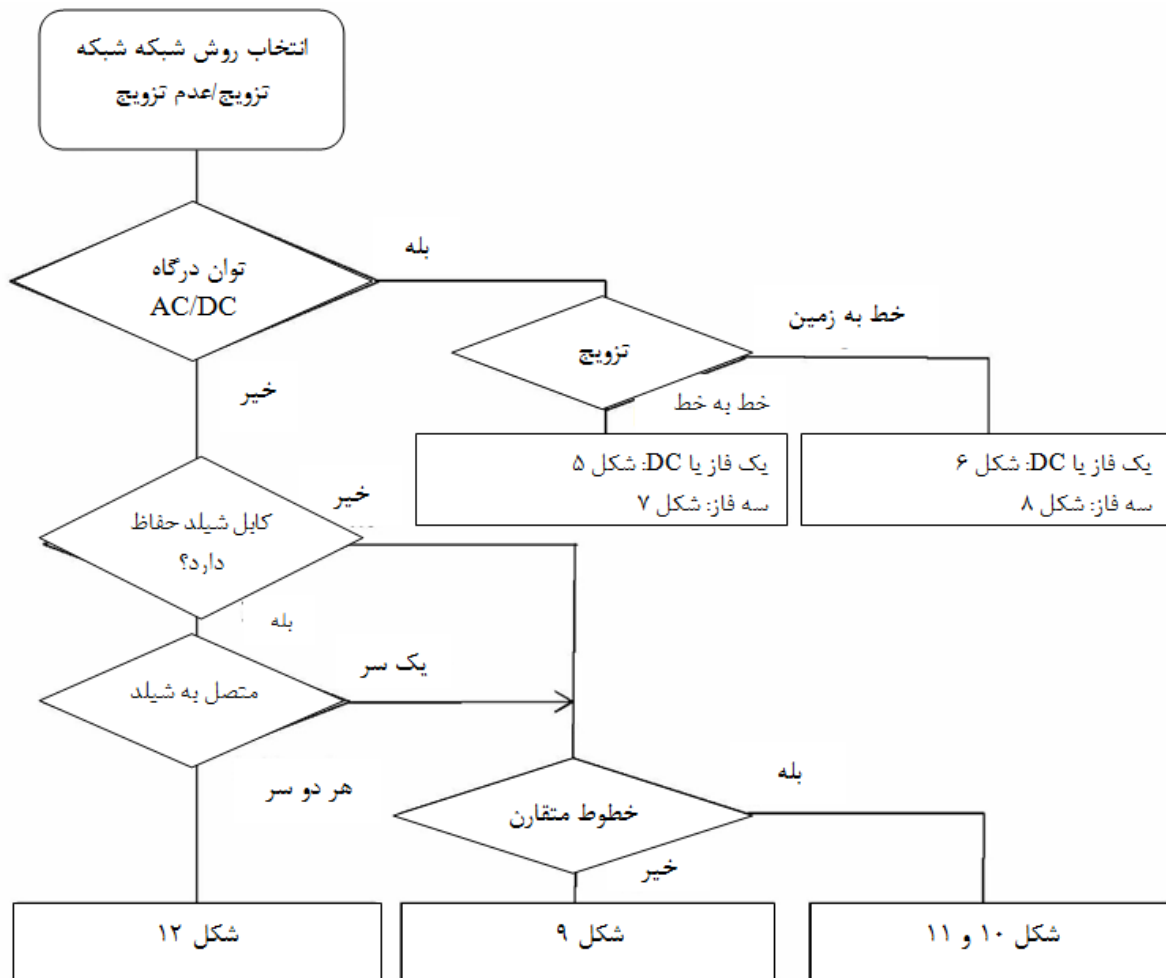 انتخاب روش شبکه شبکه
تزویج/عدم تزویج
بله
توان درگاه
AC/DC
خط به زمین
تزویج
خط به خط
خیر
یک فاز یا DC: شکل ۵
سه فاز: شکل ۷
یک فاز یا DC: شکل ۶
سه فاز: شکل ۸
خیر
کابل شیلد حفاظ
دارد؟
بله
یک سر
متصل به شیلد
هر دو سر
بله
خطوط متقارن
خیر
شکل ۱۲
شکل ۹
شکل ۱۰ و ۱۱